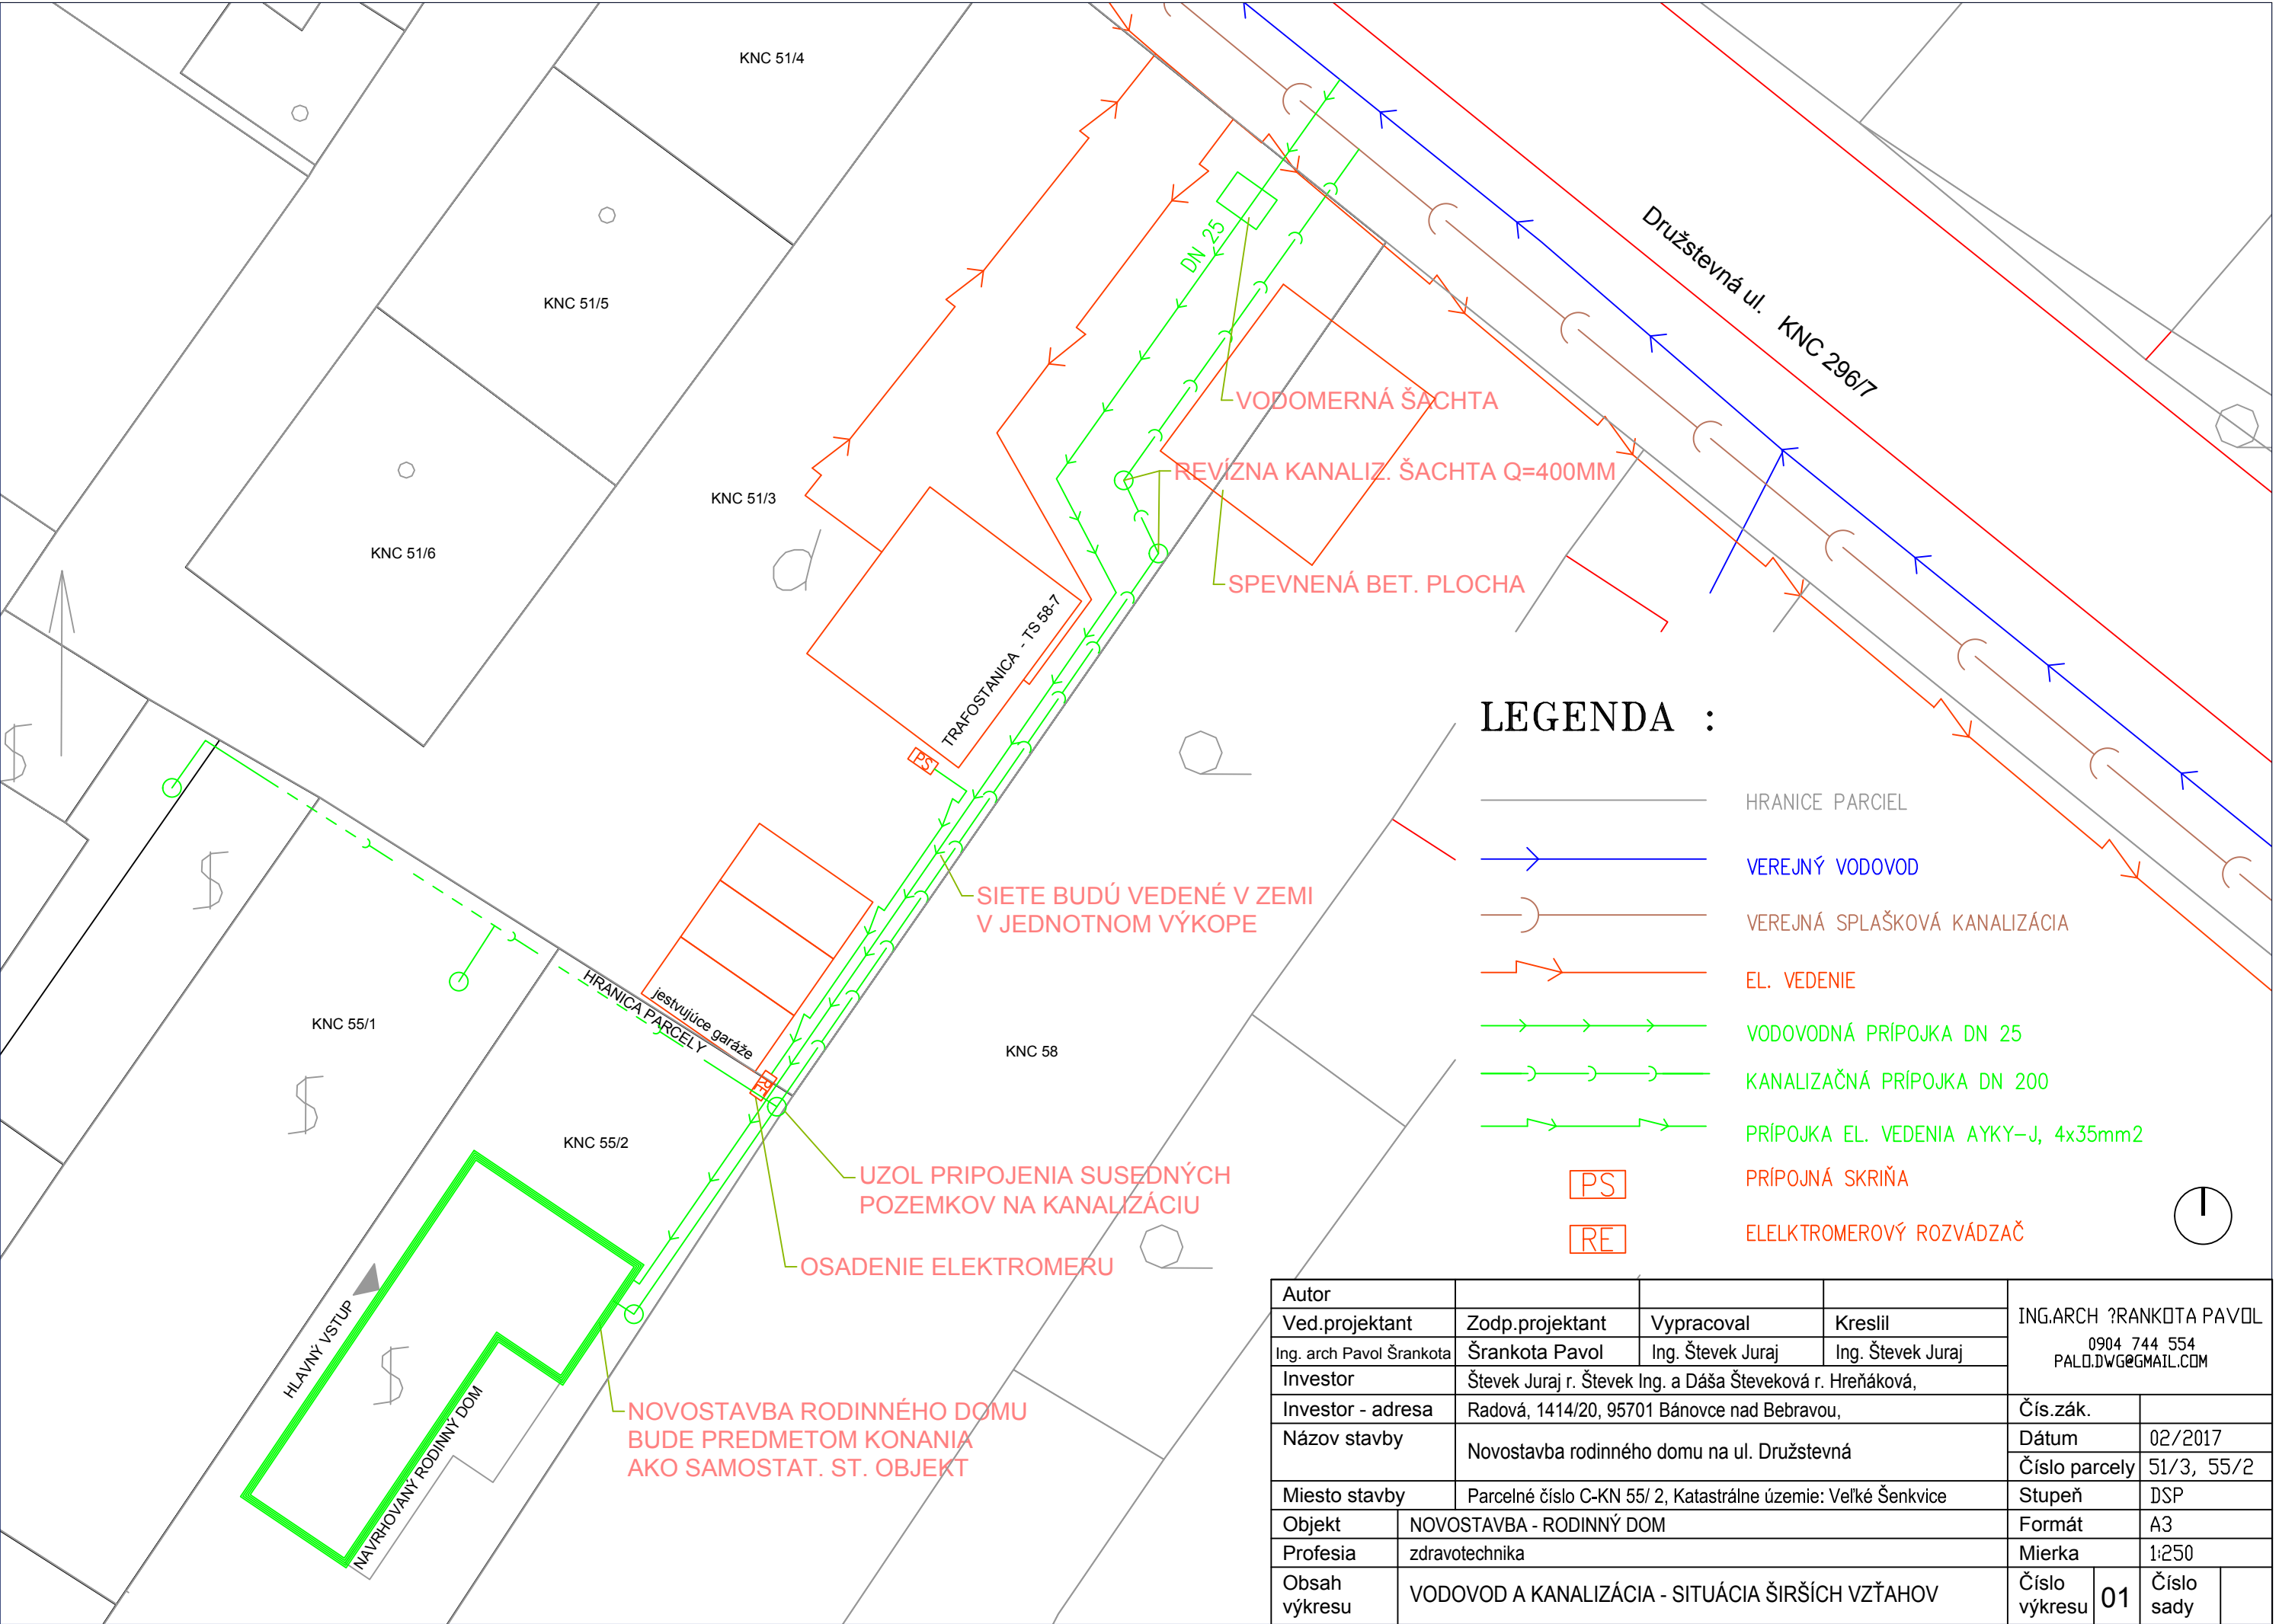 KNC 51/4
KNC 51/5
KNC 51/6
KNC 51/3
DN 25
Družstevná ul. KNC 296/7
VODOMERNÁ ŠACHTA
REVÍZNA KANALIZ. ŠACHTA Q=400MM
SPEVNENÁ BET. PLOCHA
TRAFOSTANICA - TS 58-7
PS
SIETE BUDÚ VEDENÉ V ZEMI
V JEDNOTNOM VÝKOPE
HRANICA PARCELY
jestvujúce garáže
RE
KNC 55/1
KNC 58
KNC 55/2
UZOL PRIPOJENIA SUSEDNÝCH
POZEMKOV NA KANALIZÁCIU
OSADENIE ELEKTROMERU
HLAVNÝ VSTUP
NAVRHOVANÝ RODINNÝ DOM
NOVOSTAVBA RODINNÉHO DOMU
BUDE PREDMETOM KONANIA
AKO SAMOSTAT. ST. OBJEKT
LEGENDA :
HRANICE PARCIEL
VEREJNÝ VODOVOD
VEREJNÁ SPLAŠKOVÁ KANALIZÁCIA
EL. VEDENIE
VODOVODNÁ PRÍPOJKA DN 25
KANALIZAČNÁ PRÍPOJKA DN 200
PRÍPOJKA EL. VEDENIA AYKY-J, 4x35mm2
PS PRÍPOJNÁ SKRIŇA
RE ELELKTROMEROVÝ ROZVÁDZAČ
Autor
Ved.projektant Zodp.projektant Vypracoval Kreslil
Ing. arch Pavol Šrankota Šrankota Pavol Ing. Števek Juraj Ing. Števek Juraj
ING.ARCH ?RANKOTA PAVOL
0904 744 554
PALO.DWG@GMAIL.COM
Investor Števek Juraj r. Števek Ing. a Dáša Števeková r. Hreňáková,
Investor - adresa Radová, 1414/20, 95701 Bánovce nad Bebravou,
Čís.zák.
Názov stavby Novostavba rodinného domu na ul. Družstevná
Dátum 02/2017
Číslo parcely 51/3, 55/2
Miesto stavby Parcelné číslo C-KN 55/ 2, Katastrálne územie: Veľké Šenkvice
Stupeň DSP
Objekt NOVOSTAVBA - RODINNÝ DOM
Formát A3
Profesia zdravotechnika
Mierka 1:250
Obsah výkresu VODOVOD A KANALIZÁCIA - SITUÁCIA ŠIRŠÍCH VZŤAHOV
Číslo výkresu 01 Číslo sady